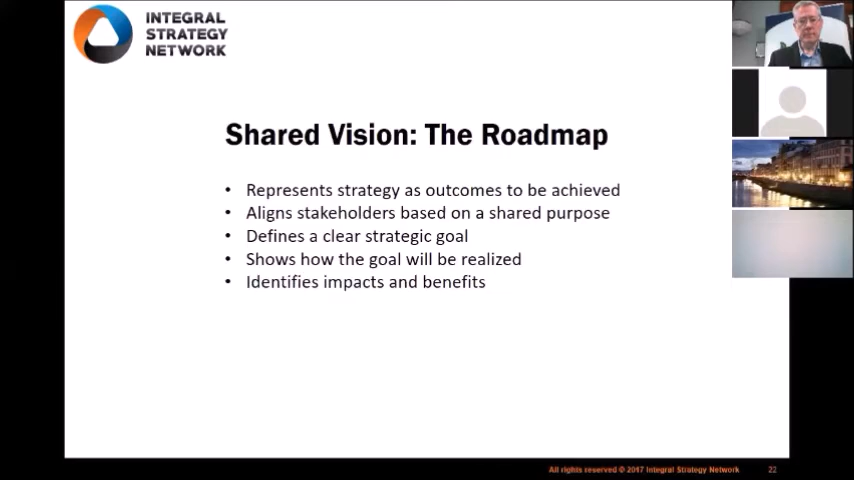 INTEGRAL
STRATEGY
NETWORK
Shared Vision: The Roadmap
• Represents strategy as outcomes to be achieved
• Aligns stakeholders based on a shared purpose
• Defines a clear strategic goal
• Shows how the goal will be realized
• Identifies impacts and benefits
All rights reserved © 2017 Integral Strategy Network 22